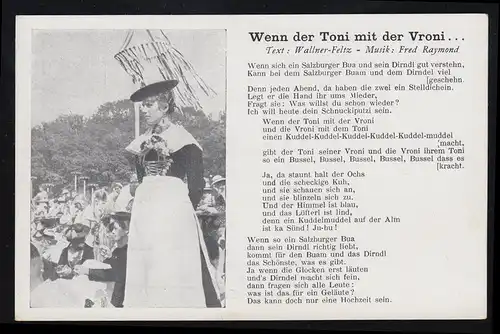 Wenn der Toni mit der Vroni...
Text: Wallner-Feltz - Musik: Fred Raymond
Wenn sich ein Salzburger Bua und sein Dirndl gut verstehn,
Kann bei dem Salzburger Buam und dem Dirndel viel
[geschehn.
Denn jeden Abend, da haben die zwei ein Stelldichein.
Legt er die Hand ihr ums Mieder,
Fragt sie: Was willst du schon wieder?
Ich will heute dein Schmuckiputzi sein.
Wenn der Toni mit der Vroni
und die Vroni mit dem Toni
einen Kuddel-Kuddel-Kuddel-Kuddel-Kuddel-muddel
[macht,
gibt der Toni seiner Vroni und die Vroni ihrem Toni
so ein Bussel, Bussel, Bussel, Bussel, Bussel dass es
[kracht.
Ja, da staunt halt der Ochs
und die scheckige Kuh,
und sie schauen sich an,
und sie blinzeln sich zu.
Und der Himmel ist blau,
und das Lüfterl ist lind,
denn ein Kuddelmuddel auf der Alm
ist ka Sünd! Ju-hu!
Wenn so ein Salzburger Bua
dann sein Dirndl richtig liebt,
kommt für den Buam und das Dirndl
das Schönste, was es gibt.
Ja wenn die Glocken erst läuten
und's Dirndel macht sich fein,
dann fragen sich alle Leute:
was ist das für ein Geläute?
Das kann doch nur eine Hochzeit sein.